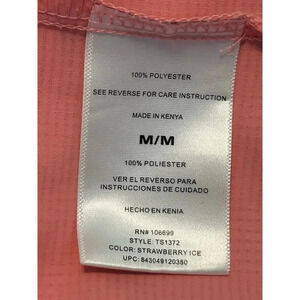 100% POLYESTER
SEE REVERSE FOR CARE INSTRUCTION
MADE IN KENYA
M/M
100% POLIESTER
VER EL REVERSO PARA
INSTRUCCIONES DE CUIDADO
HECHO EN KENIA
RN# 106699
STYLE: TS1372
COLOR: STRAWBERRY ICE
UPC: 843049120380